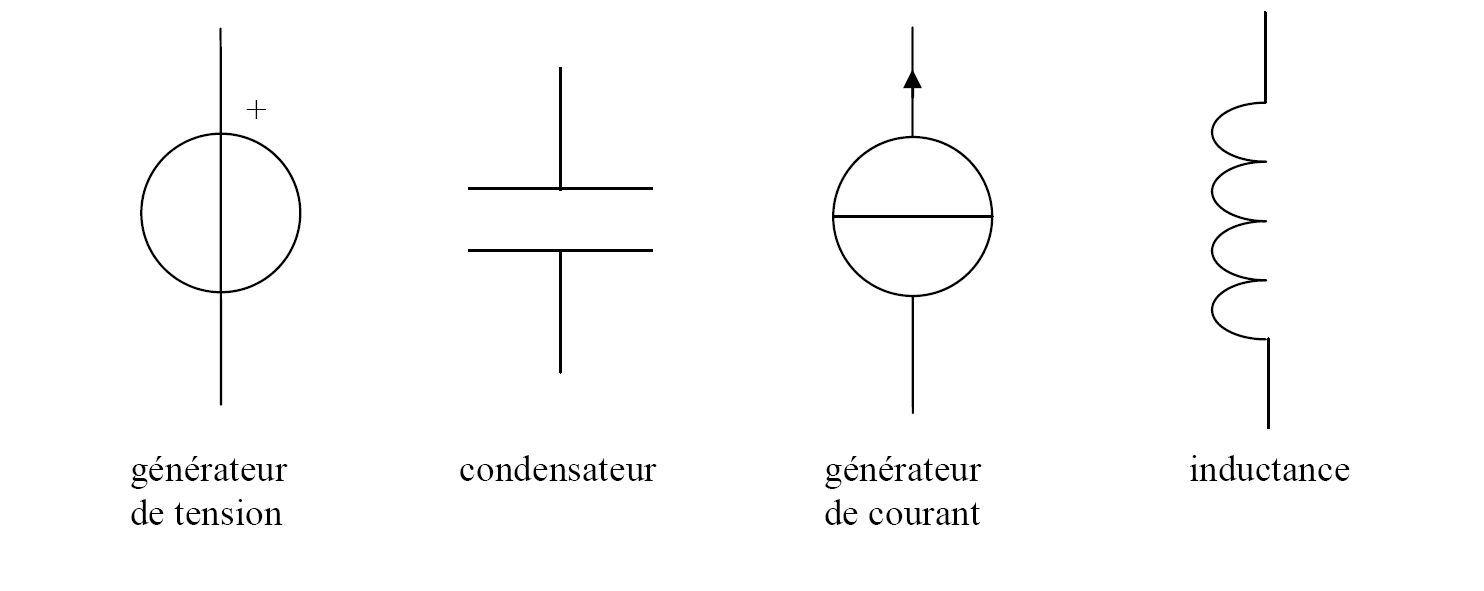 +
générateur
de tension
condensateur
générateur
de courant
inductance